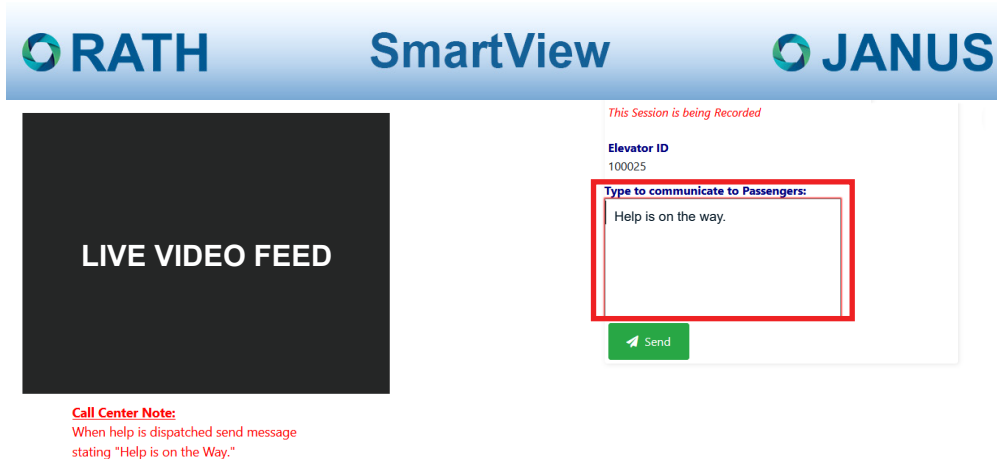 RATH SmartView JANUS
This Session is being Recorded
Elevator ID
100025
Type to communicate to Passengers:
Help is on the way.
LIVE VIDEO FEED
Send
Call Center Note:
When help is dispatched send message
stating "Help is on the Way."